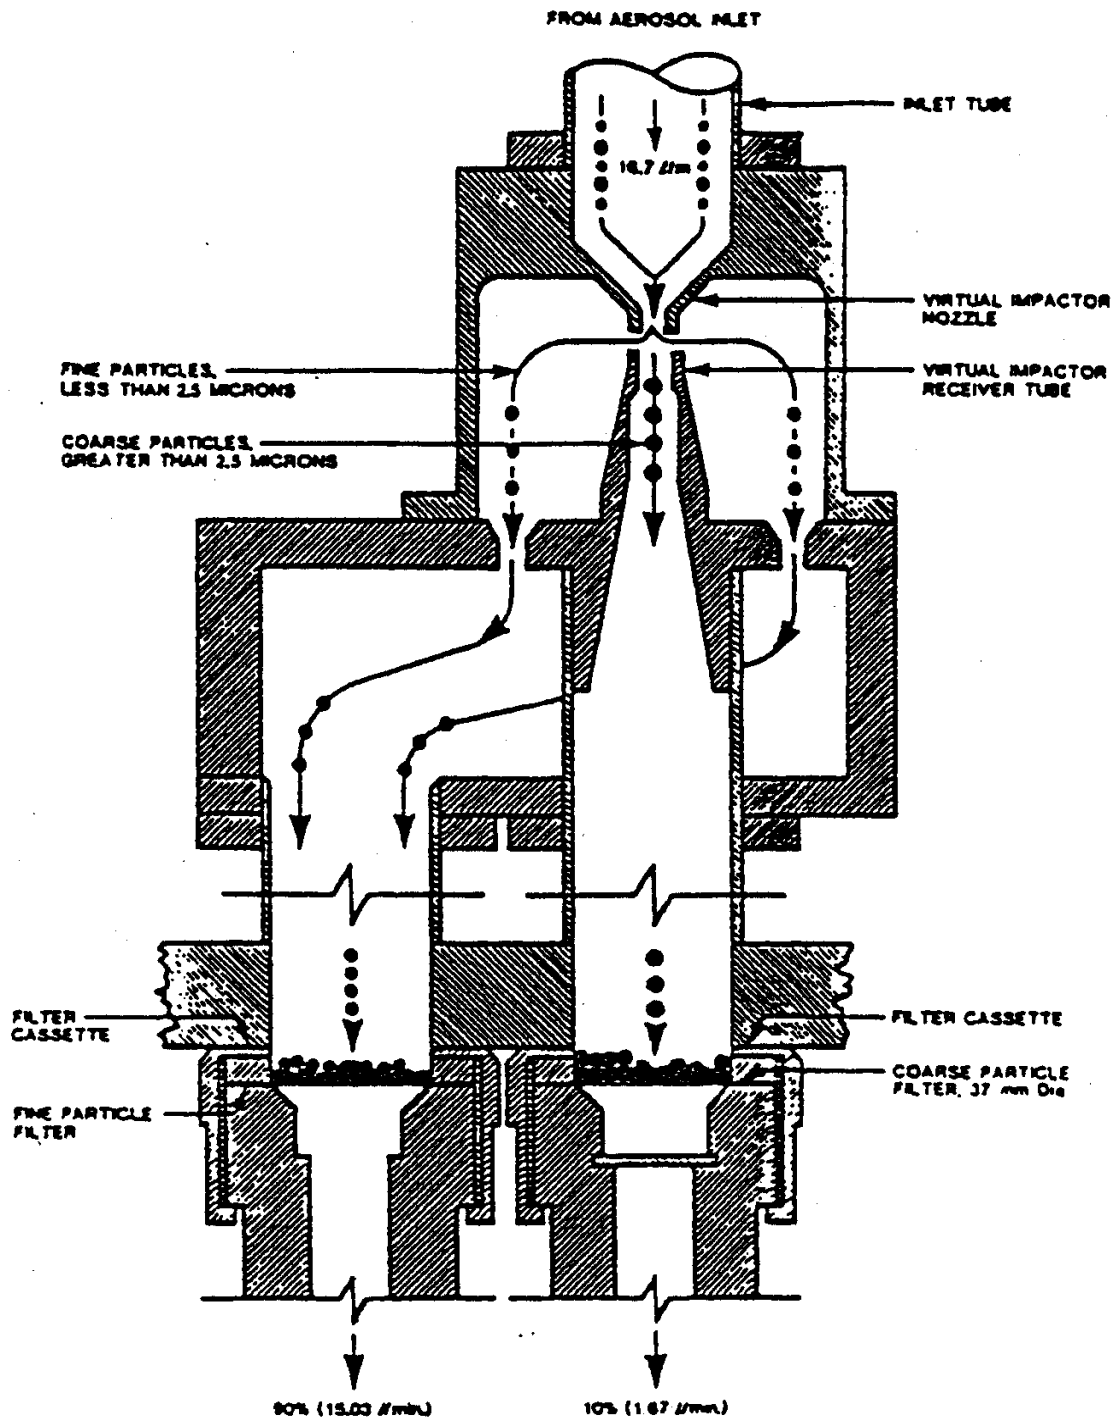 FROM AEROSOL INLET
INLET TUBE
16.7 l/m
VIRTUAL IMPACTOR
NOZZLE
FINE PARTICLES,
LESS THAN 2.5 MICRONS
VIRTUAL IMPACTOR
RECEIVER TUBE
COARSE PARTICLES,
GREATER THAN 2.5 MICRONS
FILTER
CASSETTE
FILTER CASSETTE
COARSE PARTICLE
FILTER, 37 mm Dia
FINE PARTICLE
FILTER
90% (15.03 l/min.)
10% (1.67 l/min.)